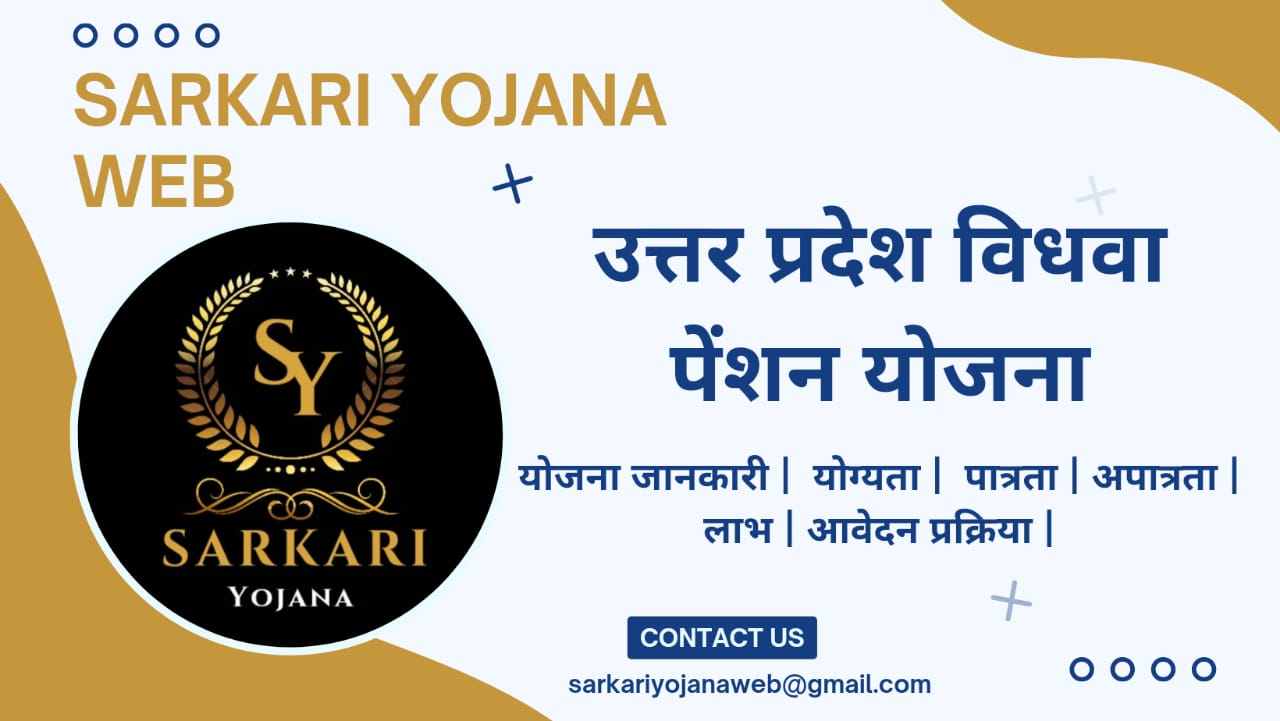 SARKARI YOJANA
WEB
उत्तर प्रदेश विधवा
पेंशन योजना
SY
SARKARI
YOJANA
योजना जानकारी | योग्यता | पात्रता | अपात्रता |
लाभ | आवेदन प्रक्रिया |
CONTACT US
sarkariyojanaweb@gmail.com